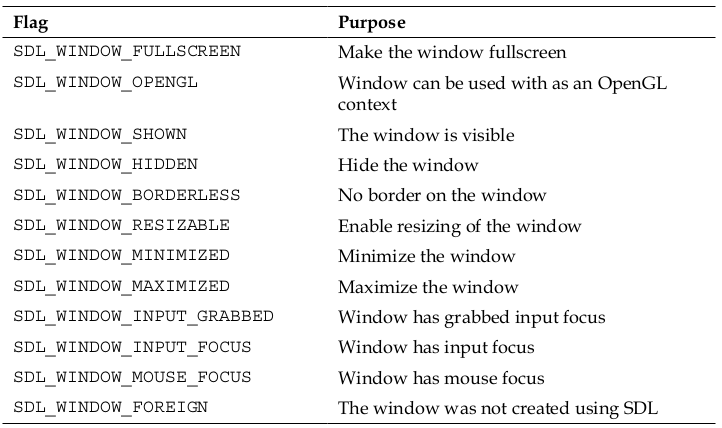 Flag Purpose
SDL_WINDOW_FULLSCREEN Make the window fullscreen
SDL_WINDOW_OPENGL Window can be used with as an OpenGL
context
SDL_WINDOW_SHOWN The window is visible
SDL_WINDOW_HIDDEN Hide the window
SDL_WINDOW_BORDERLESS No border on the window
SDL_WINDOW_RESIZABLE Enable resizing of the window
SDL_WINDOW_MINIMIZED Minimize the window
SDL_WINDOW_MAXIMIZED Maximize the window
SDL_WINDOW_INPUT_GRABBED Window has grabbed input focus
SDL_WINDOW_INPUT_FOCUS Window has input focus
SDL_WINDOW_MOUSE_FOCUS Window has mouse focus
SDL_WINDOW_FOREIGN The window was not created using SDL